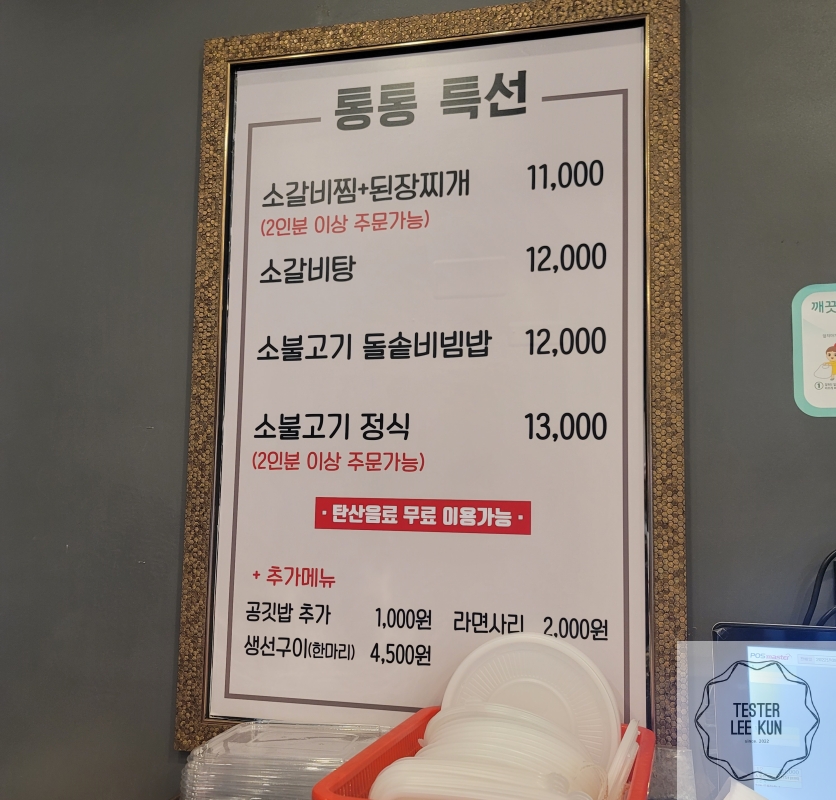 통통 특선
소갈비찜+된장찌개 11,000
(2인분 이상 주문가능)
소갈비탕 12,000
소불고기 돌솥비빔밥 12,000
소불고기 정식 13,000
(2인분 이상 주문가능)
· 탄산음료 무료 이용가능 ·
+ 추가메뉴
공깃밥 추가 1,000원 라면사리 2,000원
생선구이(한마리) 4,500원
깨끗
POS
TESTER
LEE KUN
SINCE 2012